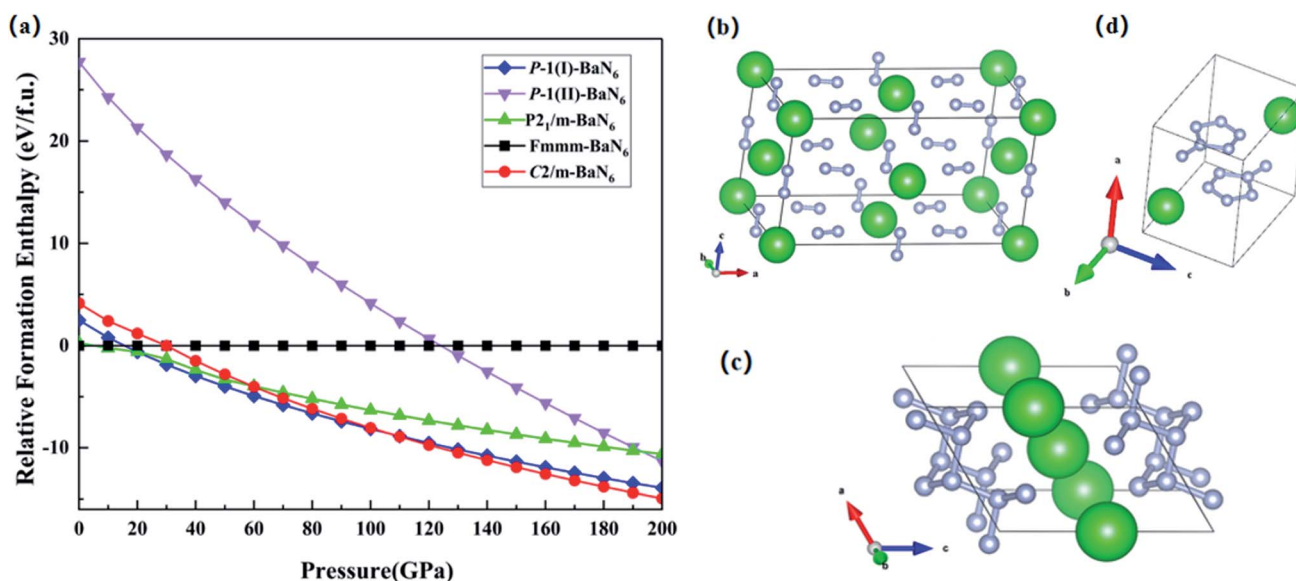 (a)
Relative Formation Enthalpy (eV/f.u.)
30
20
10
0
-10
0 20 40 60 80 100 120 140 160 180 200
Pressure(GPa)
P-1(I)-BaN₆
P-1(II)-BaN₆
P2₁/m-BaN₆
Fmmm-BaN₆
C2/m-BaN₆
(b)
c
b
a
(d)
a
b
c
(c)
a
c
b